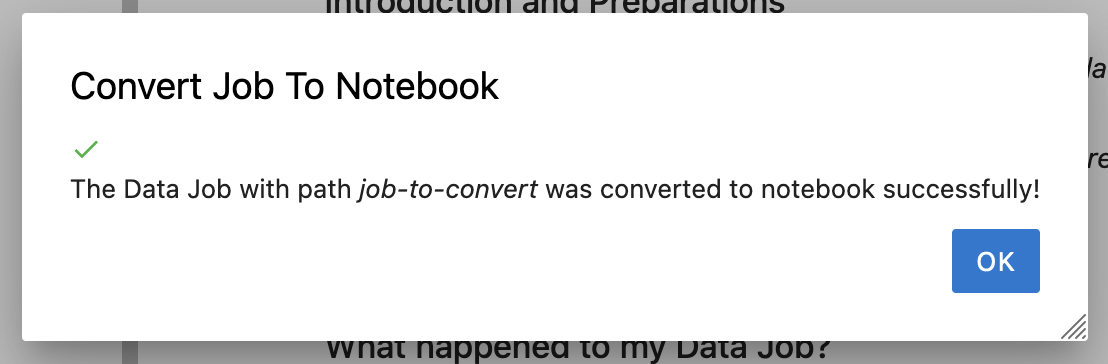 Introduction and Preparations
Convert Job To Notebook
The Data Job with path job-to-convert was converted to notebook successfully!
OK
What happened to my Data Job?